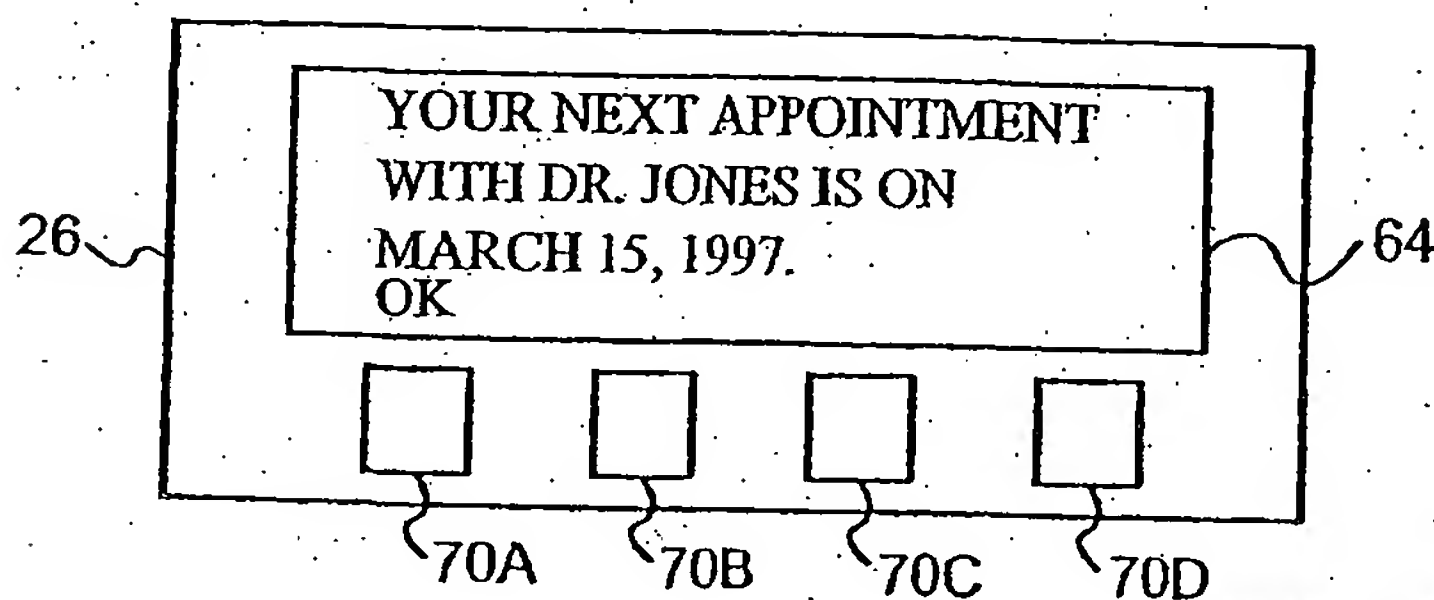 YOUR NEXT APPOINTMENT
WITH DR. JONES IS ON
MARCH 15, 1997.
OK
26
64
70A 70B 70C 70D